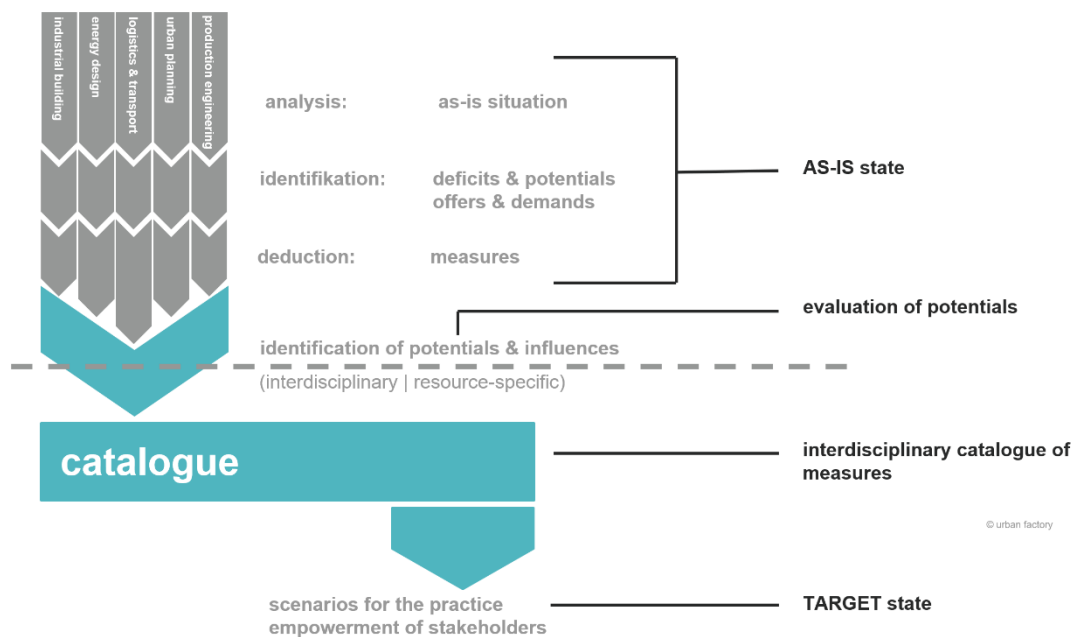 industrial building
energy design
logistics & transport
urban planning
production engineering
analysis: as-is situation
identifikation: deficits & potentials
offers & demands
deduction: measures
AS-IS state
evaluation of potentials
identification of potentials & influences
(interdisciplinary | resource-specific)
catalogue
interdisciplinary catalogue of
measures
© urban factory
scenarios for the practice
empowerment of stakeholders
TARGET state